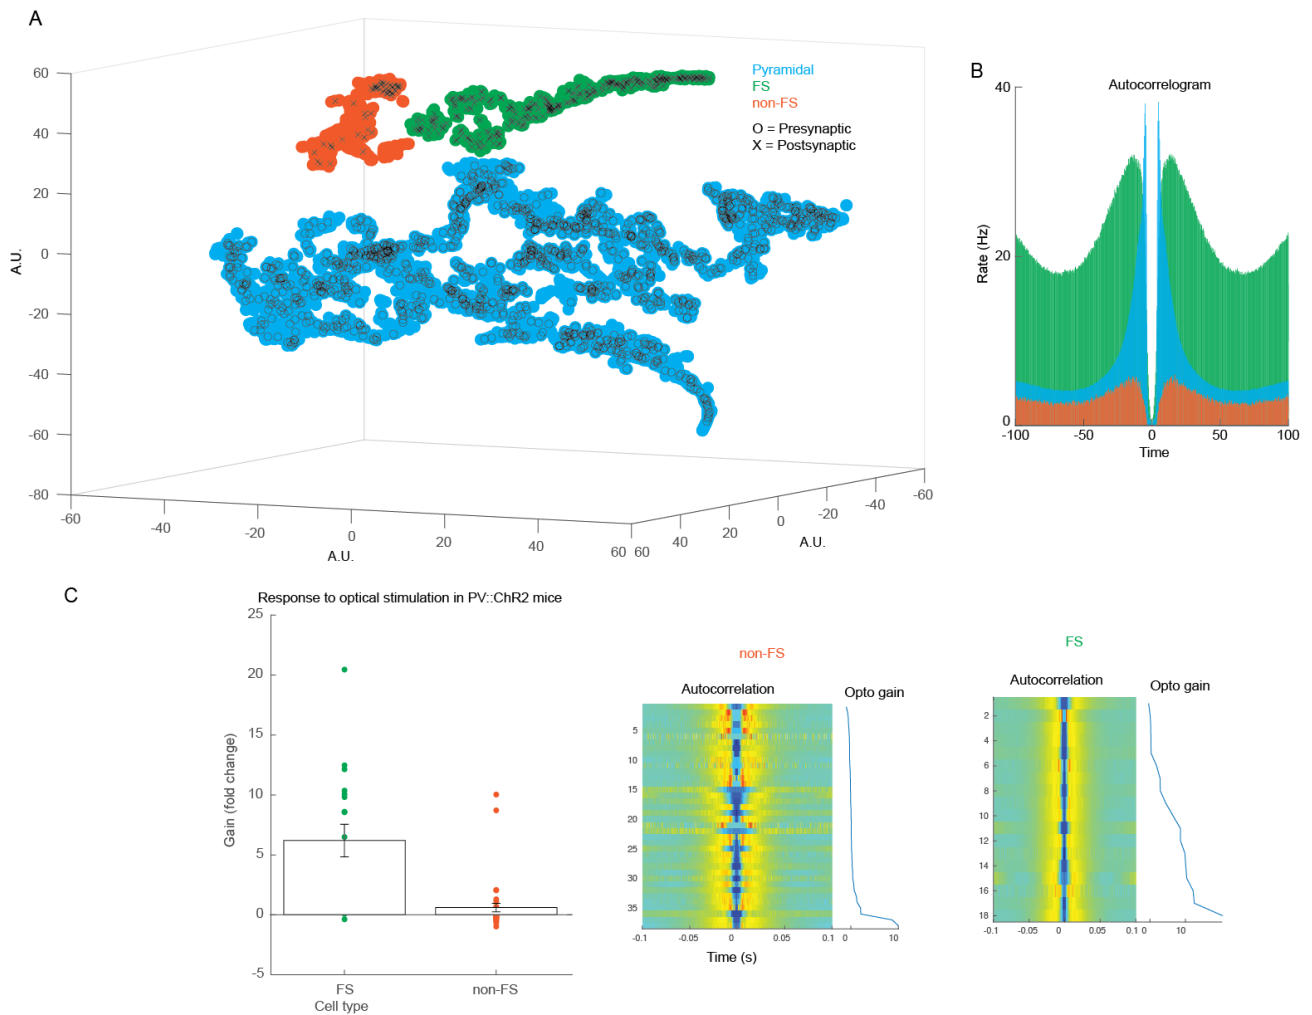 A
60
40
20
0
-20
-40
-60
-80
A.U.
-60
-40
-20
0
20
40
60
A.U.
60
40
20
0
-20
-40
-60
A.U.
Pyramidal
FS
non-FS
O = Presynaptic
X = Postsynaptic
B
Autocorrelogram
40
20
0
Rate (Hz)
-100
-50
0
50
100
Time
C
Response to optical stimulation in PV::ChR2 mice
25
20
15
10
5
0
-5
Gain (fold change)
FS
non-FS
Cell type
non-FS
Autocorrelation
Opto gain
5
10
15
20
25
30
35
-0.1
-0.05
0
0.05
0.1
0
10
Time (s)
FS
Autocorrelation
Opto gain
2
4
6
8
10
12
14
16
18
-0.1
-0.05
0
0.05
0.1
0
10